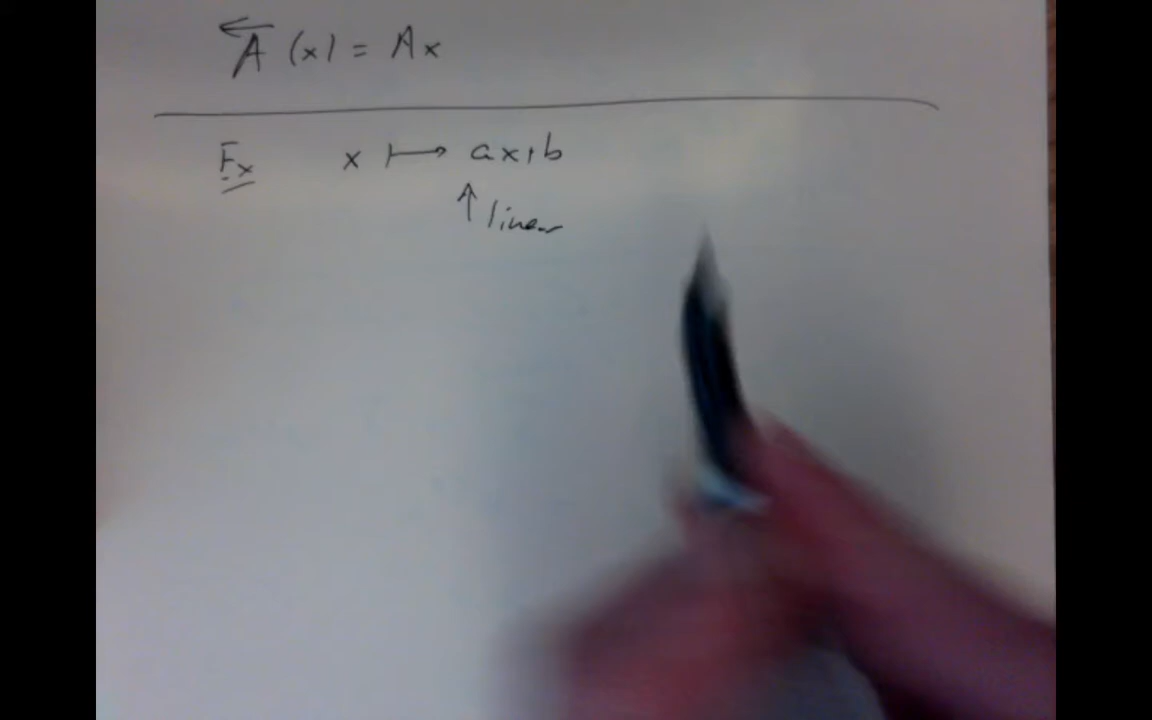 A⃖ (x) = Ax
Ex x ↦ ax+b
↑ linear